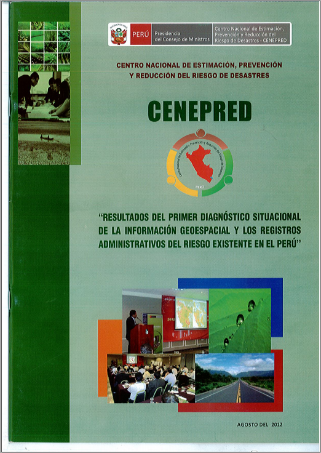 PERÚ
Presidencia
del Consejo de Ministros
Centro Nacional de Estimación,
Prevención y Reducción del
Riesgo de Desastres - CENEPRED
CENTRO NACIONAL DE ESTIMACIÓN, PREVENCIÓN
Y REDUCCIÓN DEL RIESGO DE DESASTRES
CENEPRED
"RESULTADOS DEL PRIMER DIAGNÓSTICO SITUACIONAL
DE LA INFORMACIÓN GEOESPACIAL Y LOS REGISTROS
ADMINISTRATIVOS DEL RIESGO EXISTENTE EN EL PERÚ"
AGOSTO DEL 2012